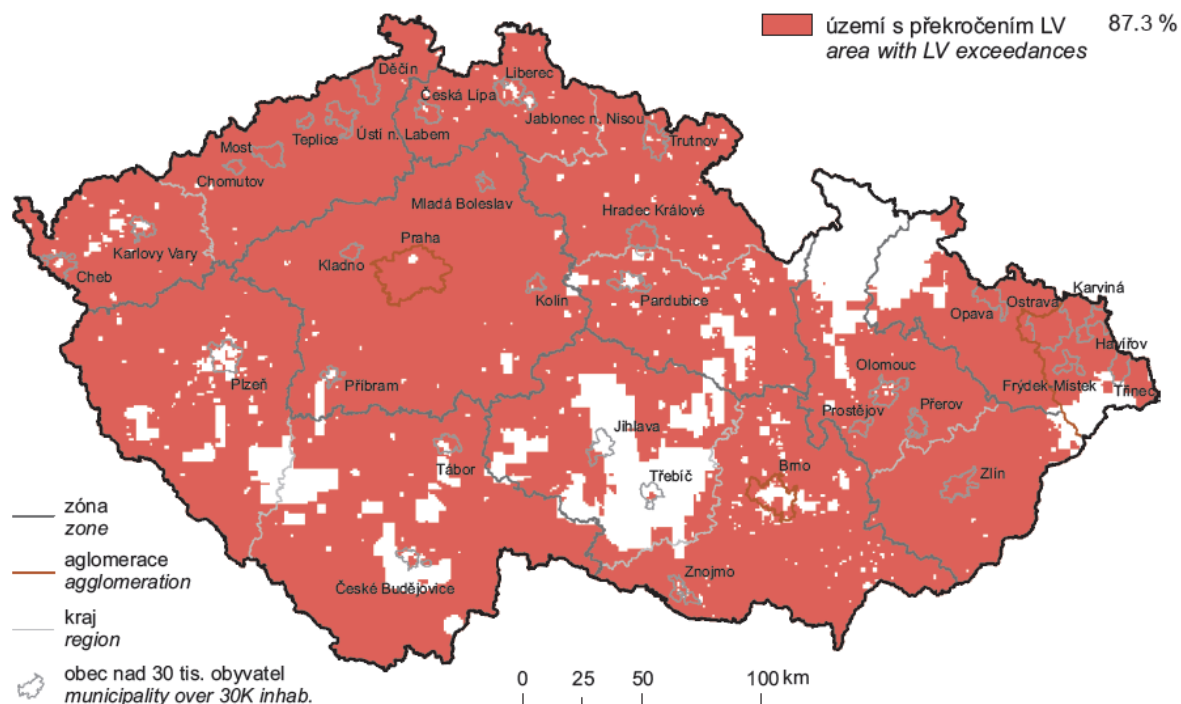 území s překročením LV 87.3 %
area with LV exceedances
Děčín
Liberec
Česká Lípa
Jablonec n. Nisou
Ústí n. Labem
Teplice
Trutnov
Most
Chomutov
Mladá Boleslav
Hradec Králové
Praha
Karlovy Vary
Kladno
Cheb
Kolín
Pardubice
Karviná
Ostrava
Opava
Havířov
Olomouc
Plzeň
Příbram
Frýdek-Místek
Třinec
Prostějov
Přerov
Jihlava
Tábor
Třebíč
Brno
Zlín
Znojmo
České Budějovice
zóna
zone
aglomerace
agglomeration
kraj
region
obec nad 30 tis. obyvatel
municipality over 30K inhab.
0 25 50 100 km